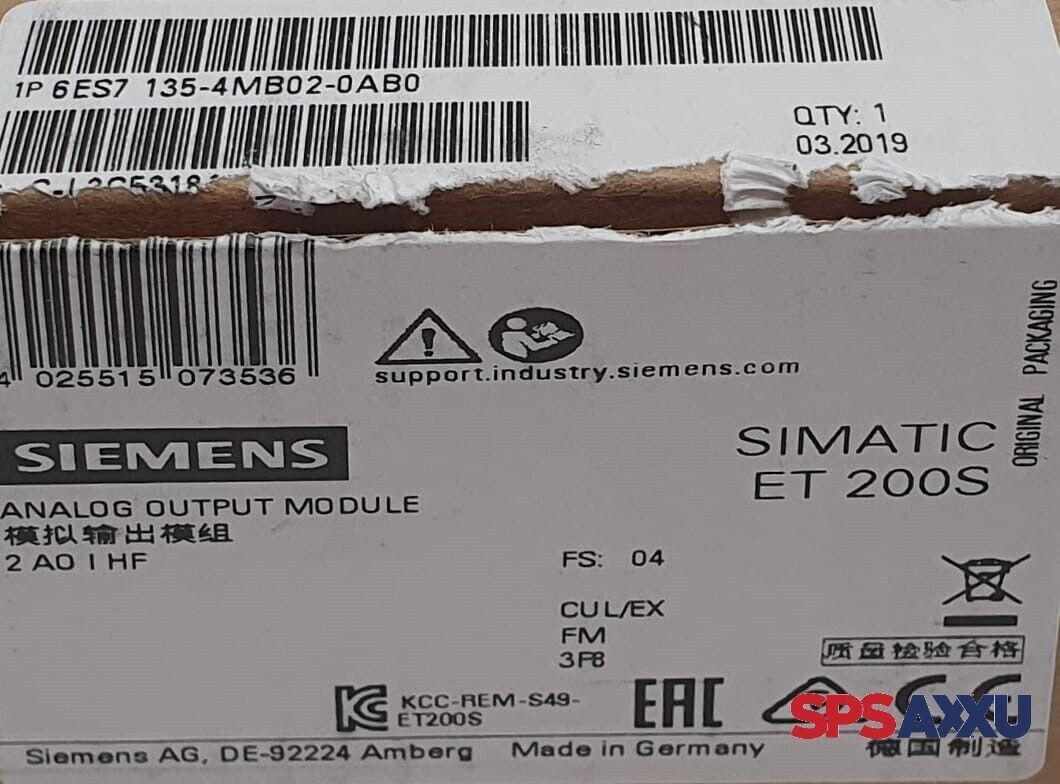 1P 6ES7 135-4MB02-0AB0
QTY: 1
03.2019
4 025515 073536
support.industry.siemens.com
ORIGINAL PACKAGING
SIEMENS
SIMATIC
ET 200S
ANALOG OUTPUT MODULE
模拟输出模组
2 AO I HF
FS: 04
CUL/EX
FM
3F8
质量检验合格
KCC-REM-S49-
ET200S
EAC
SPSAXXU
Siemens AG, DE-92224 Amberg
Made in Germany
德国制造